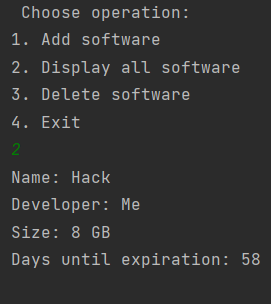 Choose operation:
1. Add software
2. Display all software
3. Delete software
4. Exit
2
Name: Hack
Developer: Me
Size: 8 GB
Days until expiration: 58